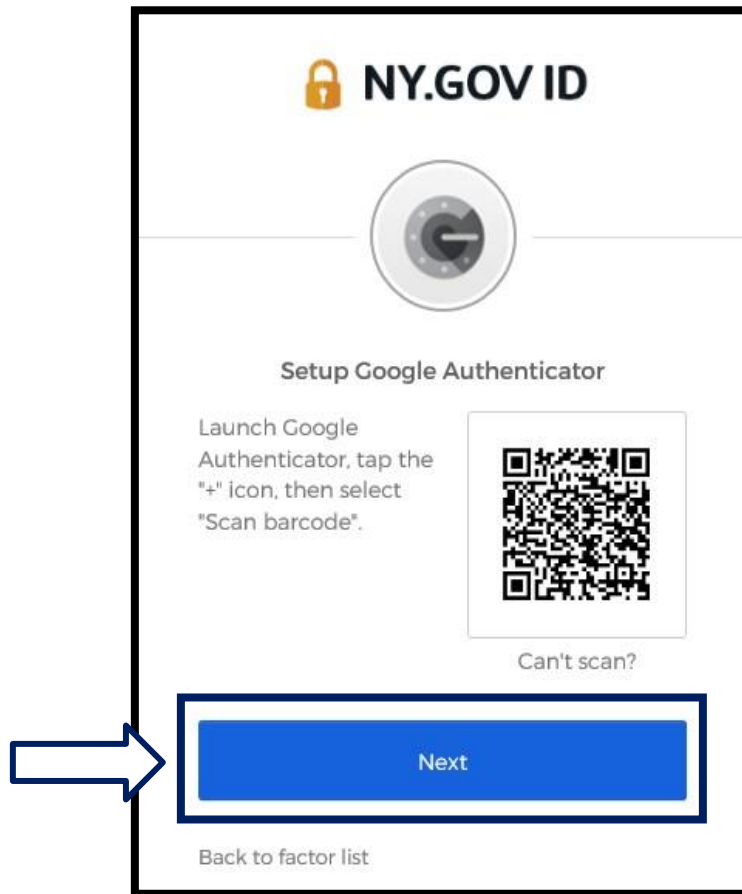 NY.GOV ID
Setup Google Authenticator
Launch Google
Authenticator, tap the
"+" icon, then select
"Scan barcode".
Can't scan?
Next
Back to factor list